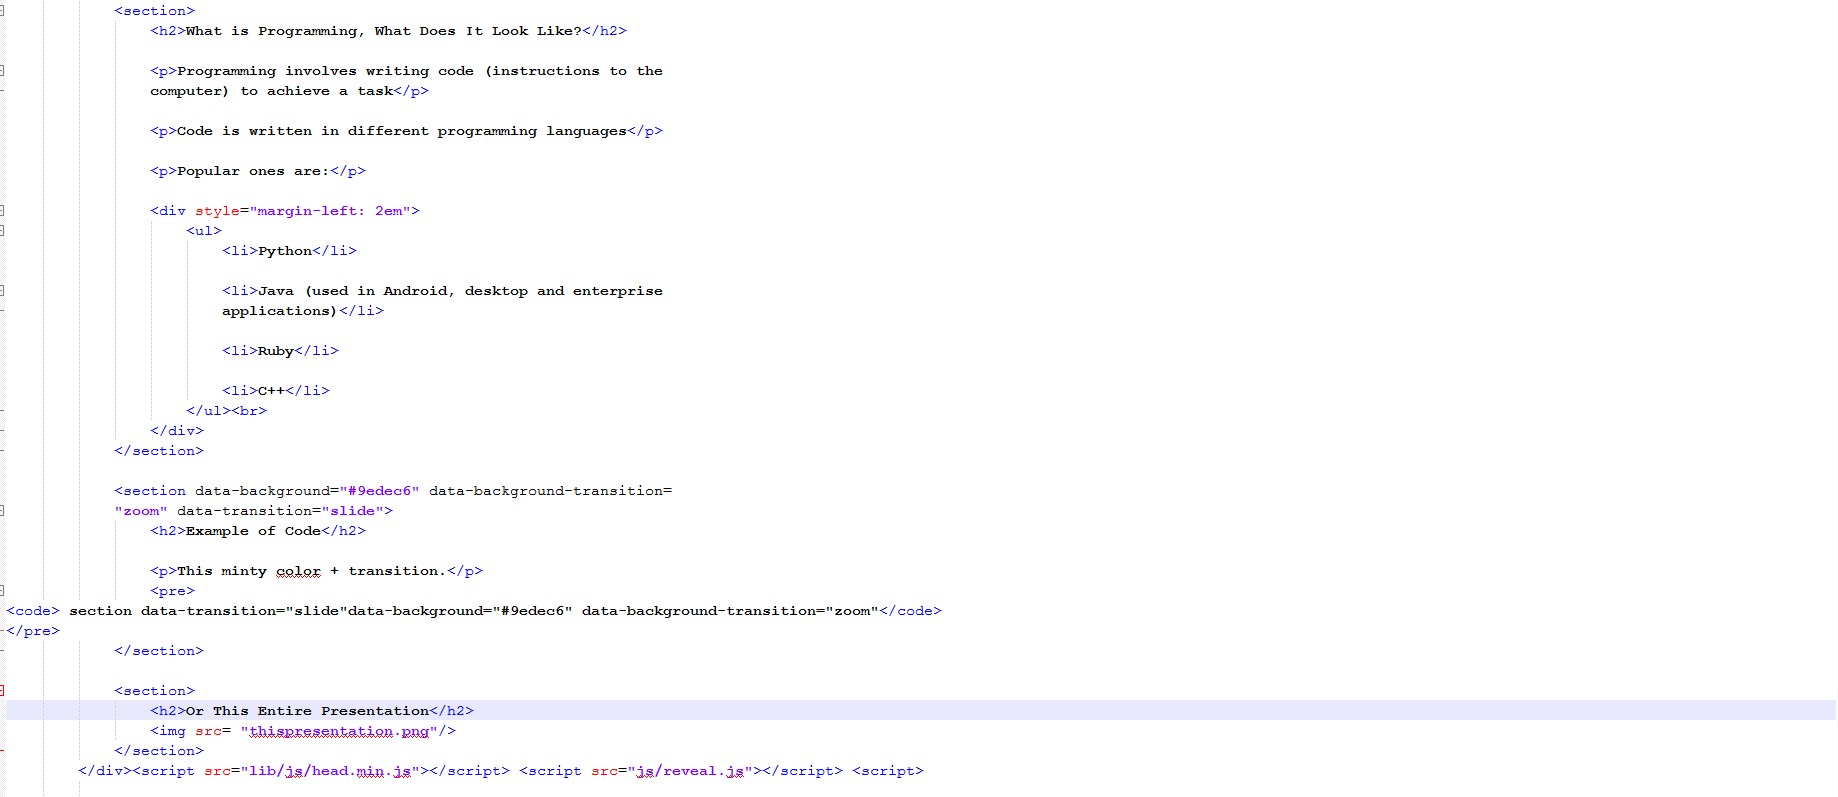 <section>
<h2>What is Programming, What Does It Look Like?</h2>
<p>Programming involves writing code (instructions to the
computer) to achieve a task</p>
<p>Code is written in different programming languages</p>
<p>Popular ones are:</p>
<div style="margin-left: 2em">
<ul>
<li>Python</li>
<li>Java (used in Android, desktop and enterprise
applications)</li>
<li>Ruby</li>
<li>C++</li>
</ul><br>
</div>
</section>
<section data-background="#9edec6" data-background-transition=
"zoom" data-transition="slide">
<h2>Example of Code</h2>
<p>This minty color + transition.</p>
<pre>
<code> section data-transition="slide"data-background="#9edec6" data-background-transition="zoom"</code>
</pre>
</section>
<section>
<h2>Or This Entire Presentation</h2>
<img src= "thispresentation.png"/>
</section>
</div><script src="lib/js/head.min.js"></script> <script src="js/reveal.js"></script> <script>